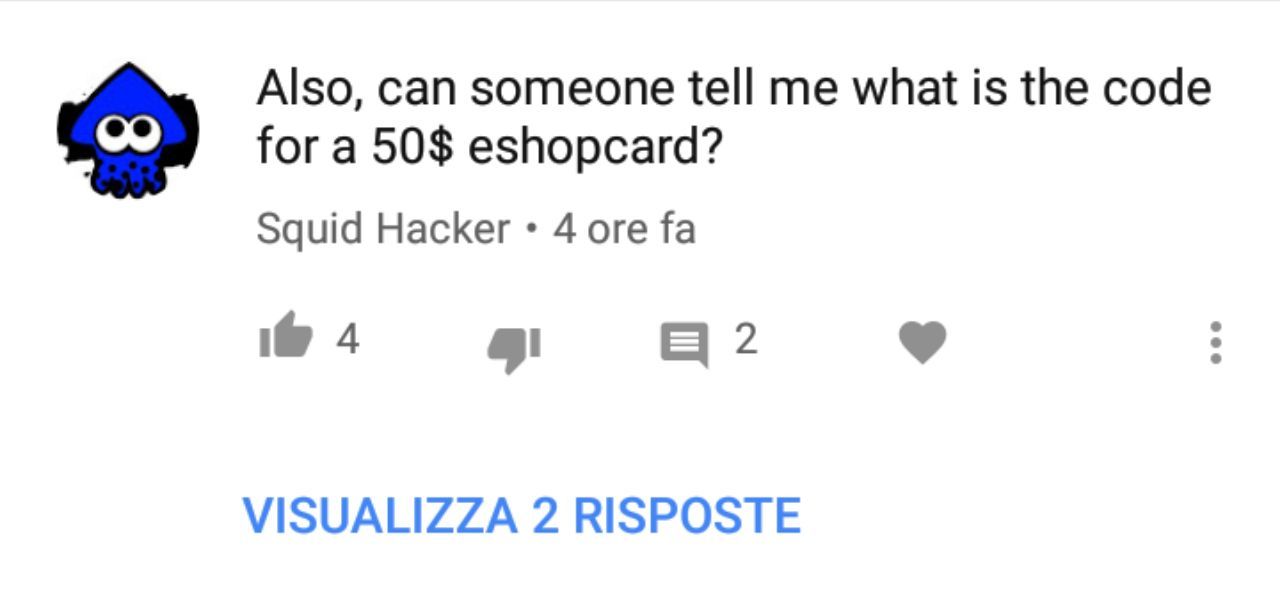 Also, can someone tell me what is the code
for a 50$ eshopcard?
Squid Hacker • 4 ore fa
4 2
VISUALIZZA 2 RISPOSTE